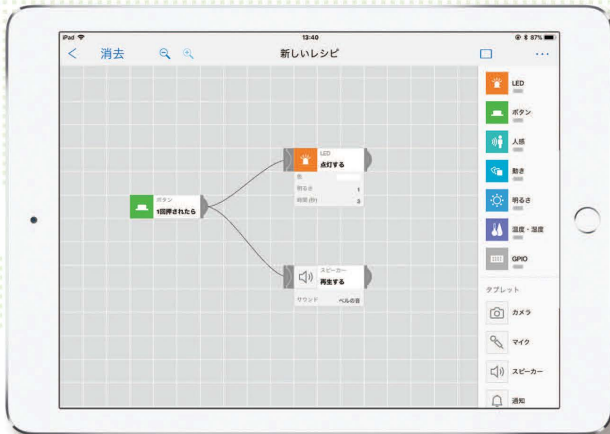 iPad
13:40
87%
消去
新しいレシピ
LED
ボタン
人感
動き
明るさ
温度・湿度
GPIO
タブレット
カメラ
マイク
スピーカー
通知
ボタン
1回押されたら
LED
点灯する
色
明るさ 1
時間(秒) 3
スピーカー
再生する
サウンド ベルの音